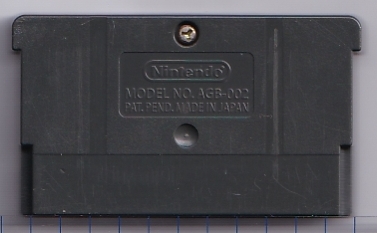 Nintendo
MODEL NO. AGB-002
PAT. PEND. MADE IN JAPAN